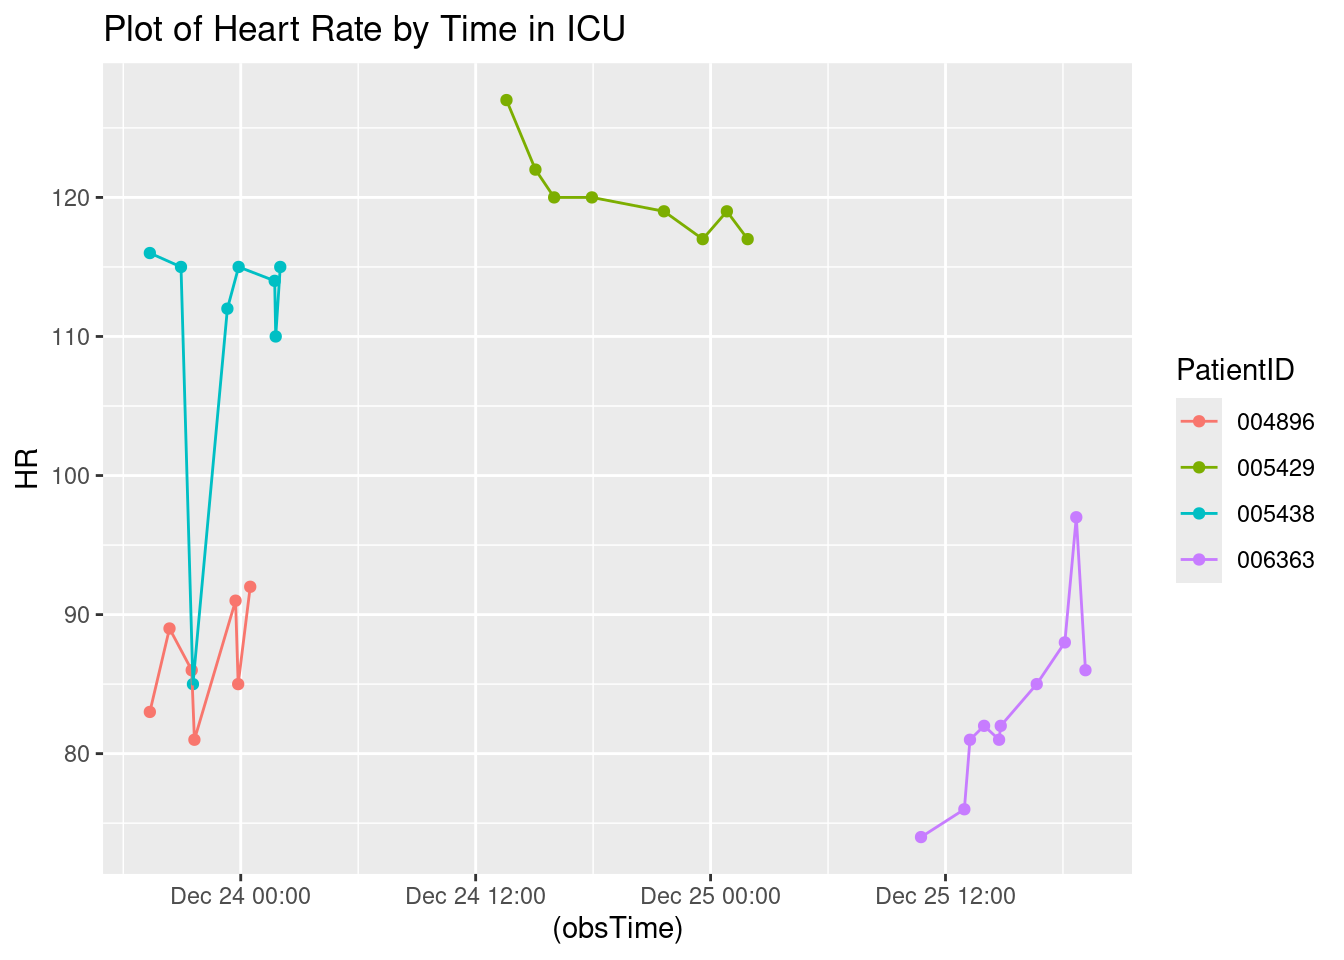 Plot of Heart Rate by Time in ICU
120
110
100
90
80
HR
Dec 24 00:00
Dec 24 12:00
Dec 25 00:00
Dec 25 12:00
(obsTime)
PatientID
004896
005429
005438
006363